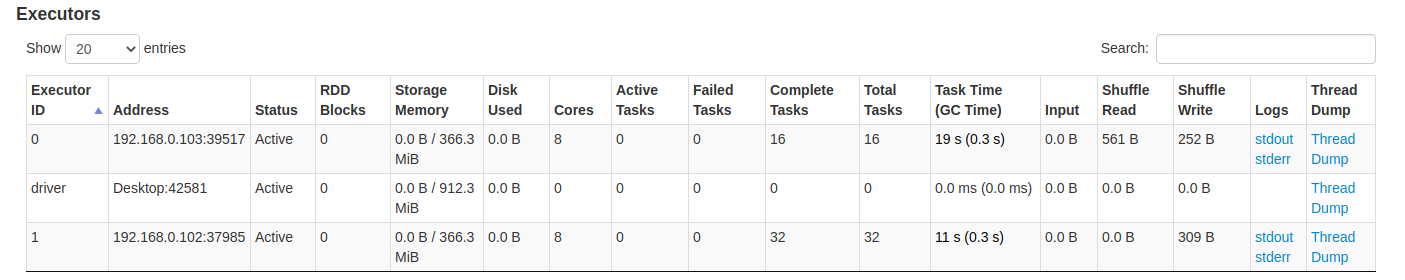 Executors
Show 20 entries Search:
Executor ID Address Status RDD Blocks Storage Memory Disk Used Cores Active Tasks Failed Tasks Complete Tasks Total Tasks Task Time (GC Time) Input Shuffle Read Shuffle Write Logs Thread Dump
0 192.168.0.103:39517 Active 0 0.0 B / 366.3 MiB 0.0 B 8 0 0 16 16 19 s (0.3 s) 0.0 B 561 B 252 B stdout stderr Thread Dump
driver Desktop:42581 Active 0 0.0 B / 912.3 MiB 0.0 B 0 0 0 0 0 0.0 ms (0.0 ms) 0.0 B 0.0 B 0.0 B Thread Dump
1 192.168.0.102:37985 Active 0 0.0 B / 366.3 MiB 0.0 B 8 0 0 32 32 11 s (0.3 s) 0.0 B 0.0 B 309 B stdout stderr Thread Dump